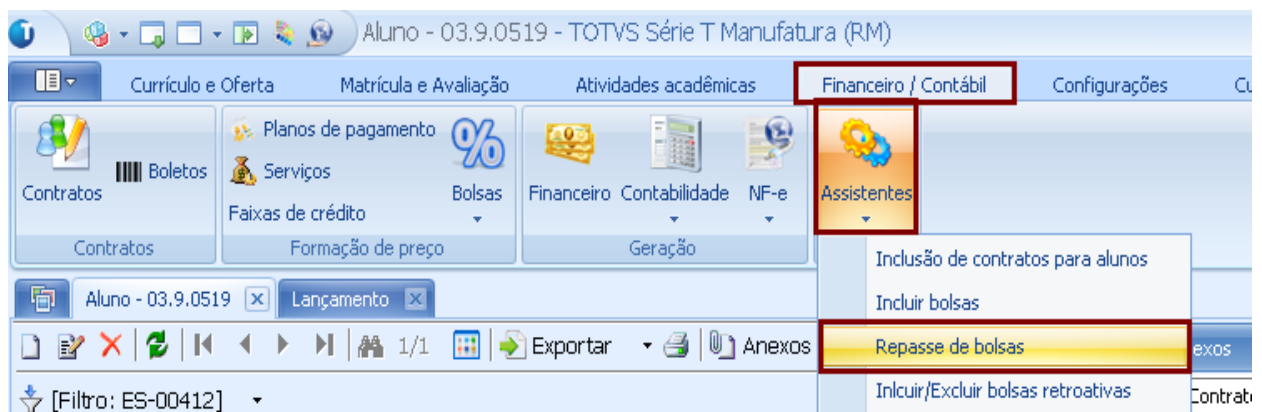 Aluno - 03.9.0519 - TOTVS Série T Manufatura (RM)
Currículo e Oferta Matrícula e Avaliação Atividades acadêmicas Financeiro / Contábil Configurações
Contratos Boletos Planos de pagamento
Serviços
Faixas de crédito Bolsas Financeiro Contabilidade NF-e Assistentes
Contratos Formação de preço Geração
Inclusão de contratos para alunos
Aluno - 03.9.0519 Lançamento
Incluir bolsas
1/1 Exportar Anexos Repasse de bolsas exos
[Filtro: ES-00412] Inlcuir/Excluir bolsas retroativas Contrat